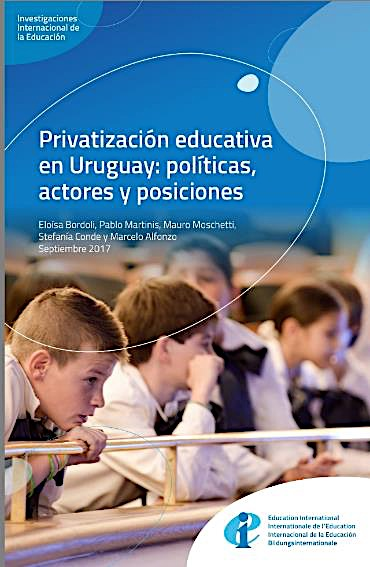 Investigaciones
Internacional de
la Educación
Privatización educativa
en Uruguay: políticas,
actores y posiciones
Eloísa Bordoli, Pablo Martinis, Mauro Moschetti,
Stefanía Conde y Marcelo Alfonzo
Septiembre 2017
Education International
Internationale de l'Education
Internacional de la Educación
Bildungsinternationale